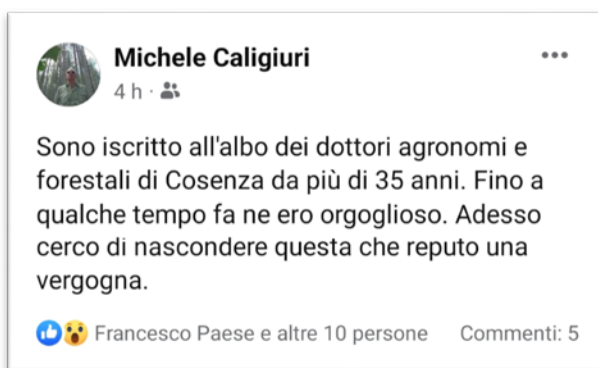 Michele Caligiuri
4 h ·
Sono iscritto all'albo dei dottori agronomi e
forestali di Cosenza da più di 35 anni. Fino a
qualche tempo fa ne ero orgoglioso. Adesso
cerco di nascondere questa che reputo una
vergogna.
Francesco Paese e altre 10 persone Commenti: 5